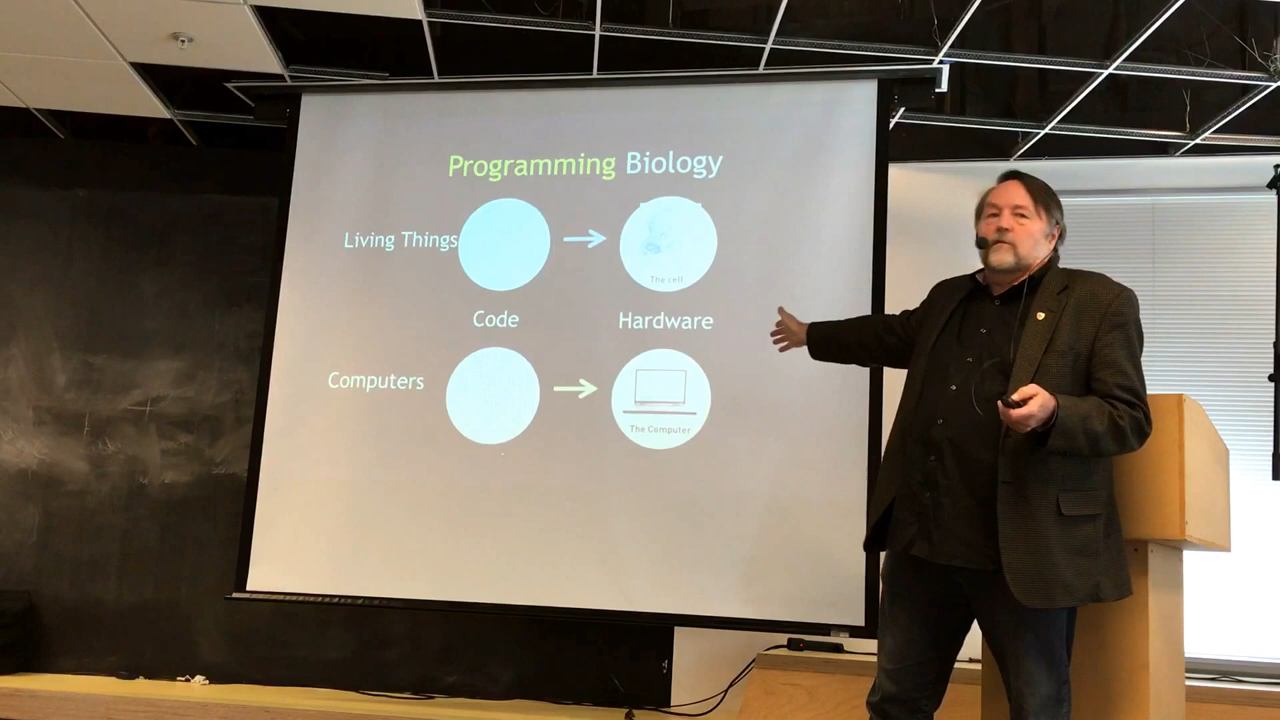 Programming Biology
Living Things
The cell
Code
Hardware
Computers
The Computer